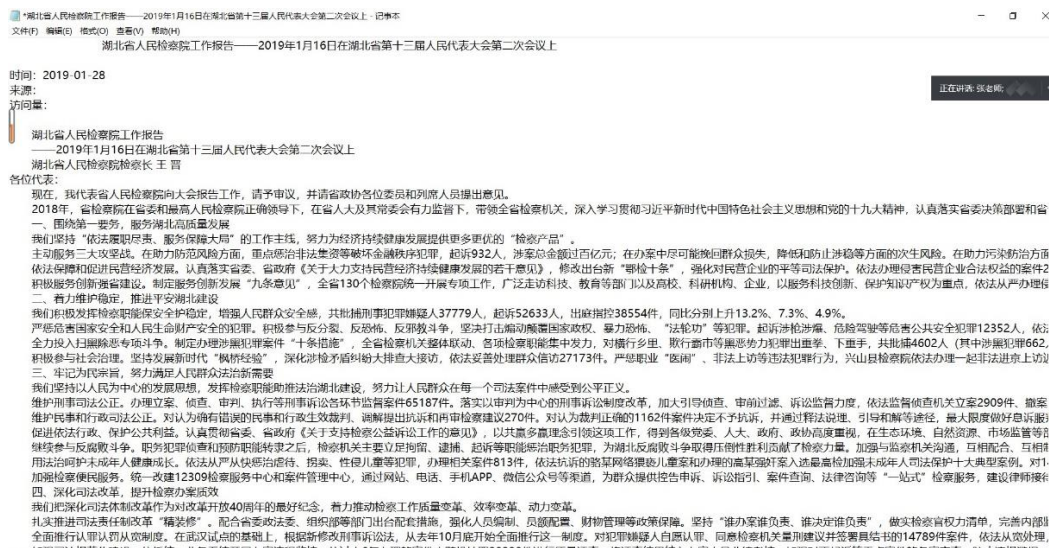 *湖北省人民检察院工作报告——2019年1月16日在湖北省第十三届人民代表大会第二次会议上 - 记事本
文件(F) 编辑(E) 格式(O) 查看(V) 帮助(H)
湖北省人民检察院工作报告——2019年1月16日在湖北省第十三届人民代表大会第二次会议上
时间: 2019-01-28
正在讲话: 张老师;
来源:
访问量:
湖北省人民检察院工作报告
——2019年1月16日在湖北省第十三届人民代表大会第二次会议上
湖北省人民检察院检察长 王 晋
各位代表:
现在，我代表省人民检察院向大会报告工作，请予审议，并请省政协各位委员和列席人员提出意见。
2018年，省检察院在省委和最高人民检察院正确领导下，在省人大及其常委会有力监督下，带领全省检察机关，深入学习贯彻习近平新时代中国特色社会主义思想和党的十九大精神，认真落实省委决策部署和省
一、围绕第一要务，服务湖北高质量发展
我们坚持“依法履职尽责、服务保障大局”的工作主线，努力为经济持续健康发展提供更多更优的“检察产品”。
主动服务三大攻坚战。在助力防范风险方面，重点惩治非法集资等破坏金融秩序犯罪，起诉932人，涉案总金额过百亿元；在办案中尽可能挽回群众损失，降低和防止涉稳等方面的次生风险。在助力污染防治方面
依法保障和促进民营经济发展。认真落实省委、省政府《关于大力支持民营经济持续健康发展的若干意见》，修改出台新“鄂检十条”，强化对民营企业的平等司法保护。依法办理侵害民营企业合法权益的案件2
积极服务创新强省建设。制定服务创新发展“九条意见”，全省130个检察院统一开展专项工作，广泛走访科技、教育等部门以及高校、科研机构、企业，以服务科技创新、保护知识产权为重点，依法从严办理侵
二、着力维护稳定，推进平安湖北建设
我们积极发挥检察职能保安全护稳定，增强人民群众安全感，共批捕刑事犯罪嫌疑人37779人，起诉52633人，出庭指控38554件，同比分别上升13.2%、7.3%、4.9%。
严惩危害国家安全和人民生命财产安全的犯罪。积极参与反分裂、反恐怖、反邪教斗争，坚决打击煽动颠覆国家政权、暴力恐怖、“法轮功”等犯罪。起诉涉枪涉爆、危险驾驶等危害公共安全犯罪12352人，依法
全力投入扫黑除恶专项斗争。制定办理涉黑犯罪案件“十条措施”，全省检察机关整体联动、各项检察职能集中发力，对横行乡里、欺行霸市等黑恶势力犯罪出重拳、下重手，共批捕4602人（其中涉黑犯罪662人
积极参与社会治理。坚持发展新时代“枫桥经验”，深化涉检矛盾纠纷大排查大接访，依法妥善处理群众信访27173件。严惩职业“医闹”、非法上访等违法犯罪行为，兴山县检察院依法办理一起非法进京上访
三、牢记为民宗旨，努力满足人民群众法治新需要
我们坚持以人民为中心的发展思想，发挥检察职能助推法治湖北建设，努力让人民群众在每一个司法案件中感受到公平正义。
维护刑事司法公正。办理立案、侦查、审判、执行等刑事诉讼各环节监督案件65187件。落实以审判为中心的刑事诉讼制度改革，加大引导侦查、审前过滤、诉讼监督力度，依法监督侦查机关立案2909件、撤案
维护民事和行政司法公正。对认为确有错误的民事和行政生效裁判、调解提出抗诉和再审检察建议270件。对认为裁判正确的1162件案件决定不予抗诉，并通过释法说理、引导和解等途径，最大限度做好息诉服
促进依法行政、保护公共利益。认真贯彻省委、省政府《关于支持检察公益诉讼工作的意见》，以共赢多赢理念引领这项工作，得到各级党委、人大、政府、政协高度重视，在生态环境、自然资源、市场监管等部
继续参与反腐败斗争。职务犯罪侦查和预防职能转隶之后，检察机关主要立足拘留、逮捕、起诉等职能惩治职务犯罪，为湖北反腐败斗争取得压倒性胜利贡献了检察力量。加强与监察机关沟通，互相配合、互相制
用法治呵护未成年人健康成长。依法从严从快惩治虐待、拐卖、性侵儿童等犯罪，办理相关案件813件，依法抗诉的骆某网络猥亵儿童案和办理的高某强奸案入选最高检加强未成年人司法保护十大典型案例。对1
加强检察便民服务。统一改建12309检察服务中心和案件管理中心，通过网站、电话、手机APP、微信公众号等渠道，为群众提供控告申诉、诉讼指引、案件查询、法律咨询等“一站式”检察服务，建设律师接待
四、深化司法改革，提升检察办案质效
我们把深化司法体制改革作为对改革开放40周年的最好纪念，着力推动检察工作质量变革、效率变革、动力变革。
扎实推进司法责任制改革“精装修”。配合省委政法委、组织部等部门出台配套措施，强化人员编制、员额配置、财物管理等政策保障。坚持“谁办案谁负责、谁决定谁负责”，做实检察官权力清单，完善内部监
全面推行认罪认罚从宽制度。在武汉试点的基础上，根据新修改刑事诉讼法，从去年10月底开始全面推行这一制度。对犯罪嫌疑人自愿认罪、同意检察机关量刑建议并签署具结书的14789件案件，依法从宽处理，